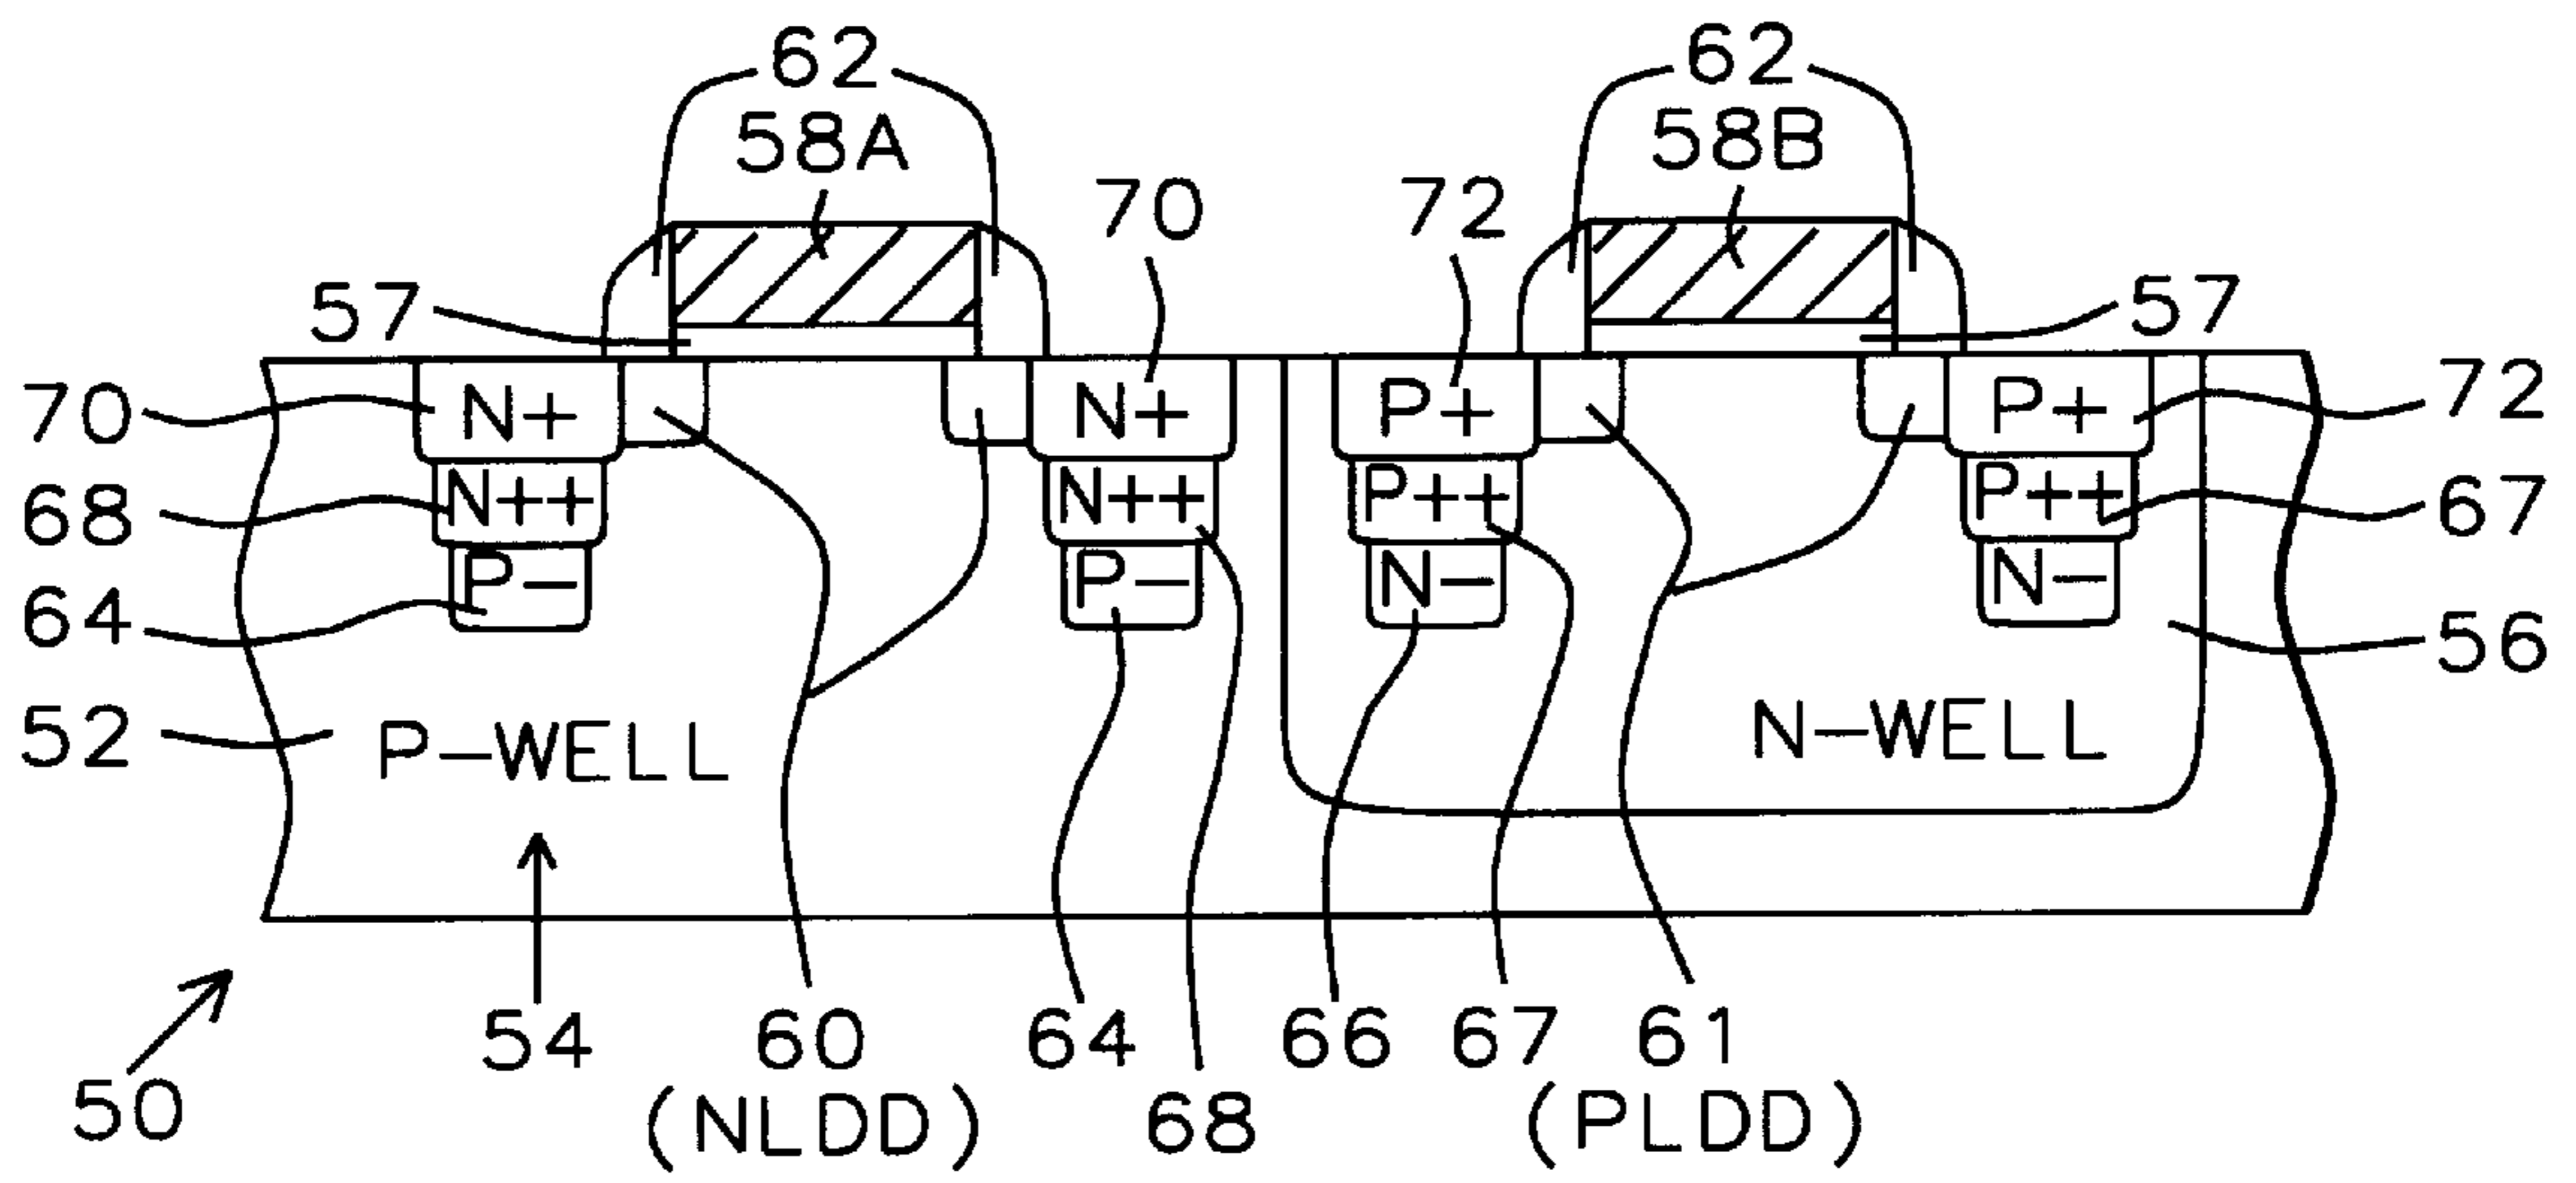 62 62
58A 58B
70 72
57 57
70 N+ N+ P+ P+ 72
68 N++ N++ P++ P++ 67
64 P- P- N- N- 56
52 P-WELL N-WELL
54 60 64 66 67 61
50 (NLDD) 68 (PLDD)